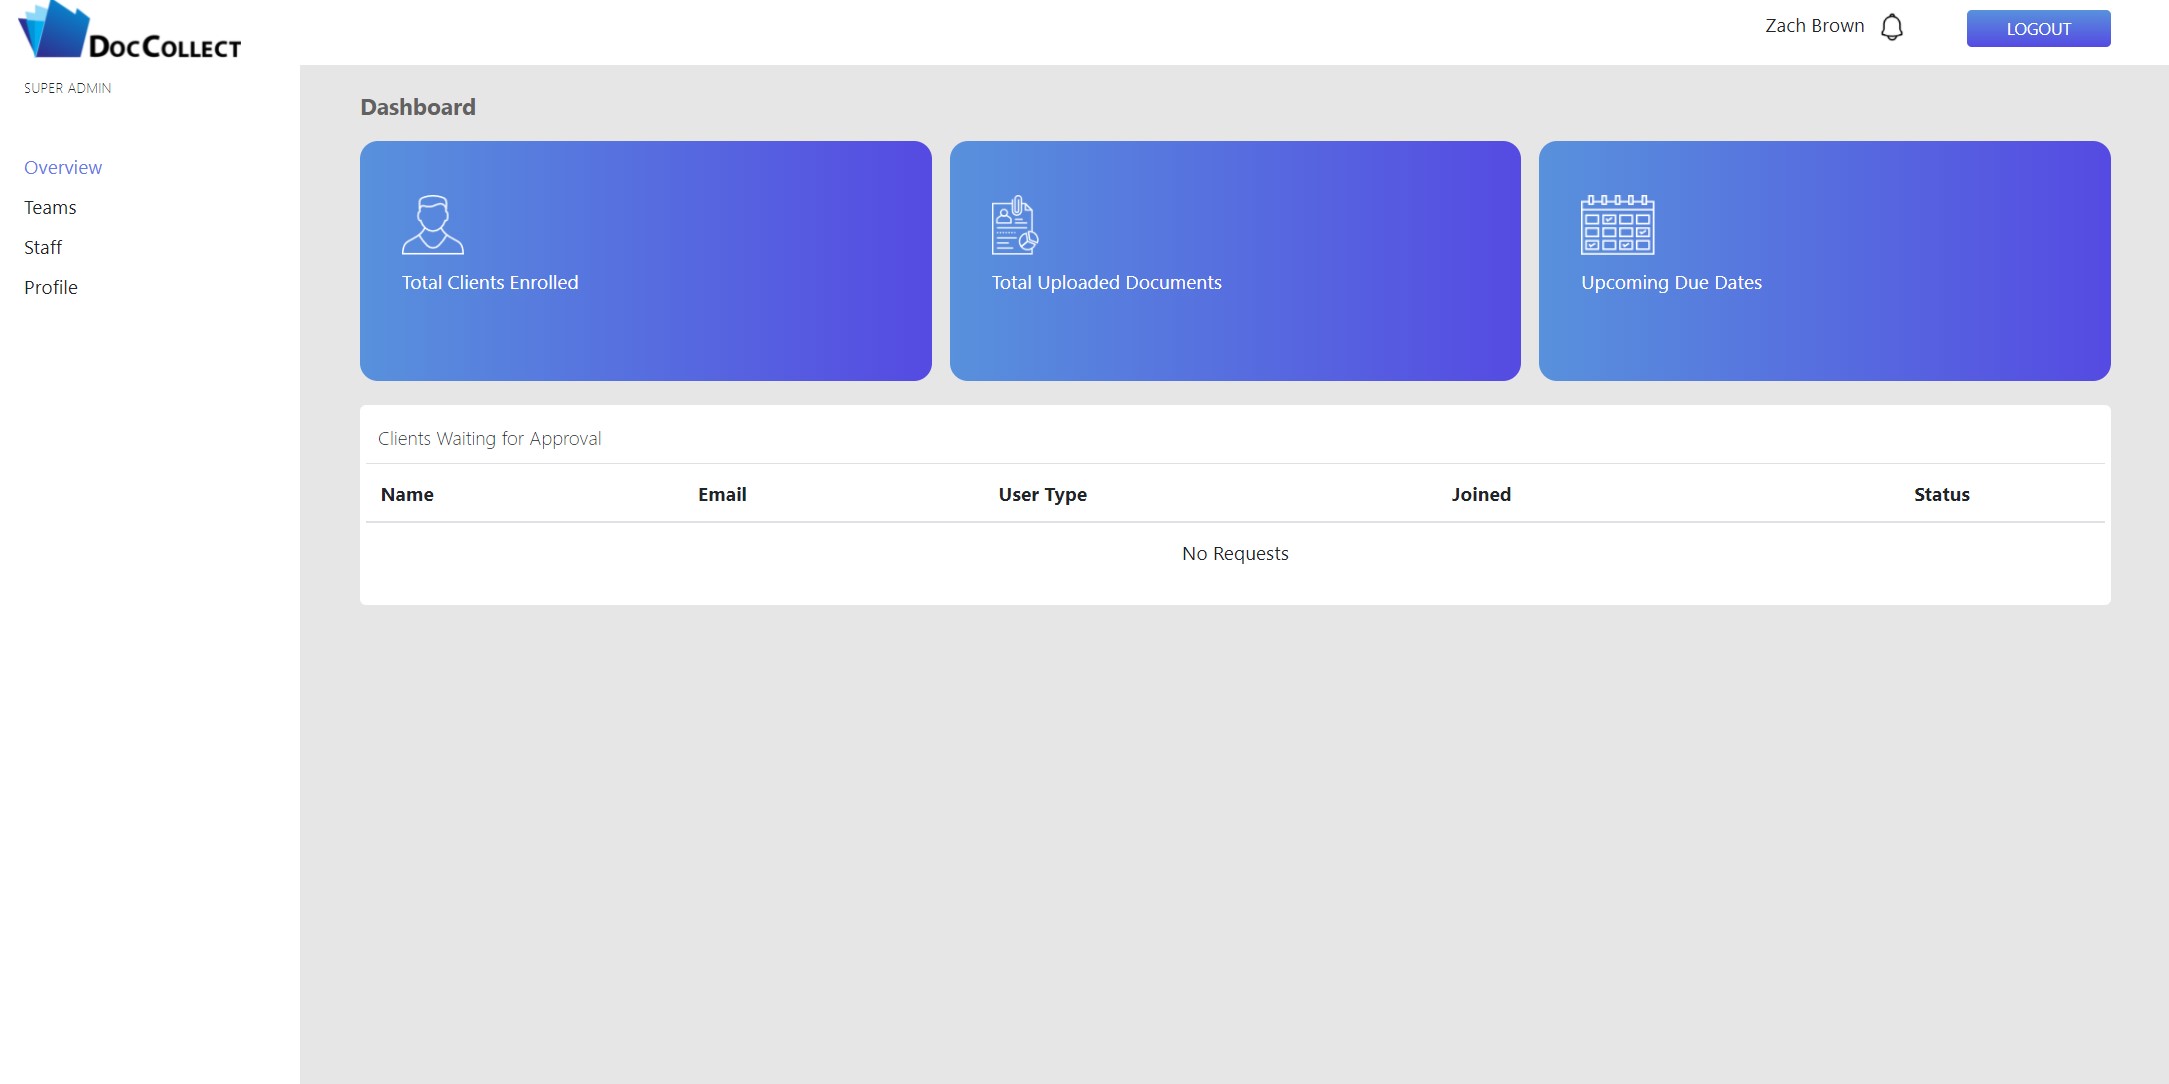 DOCCOLLECT
Zach Brown
LOGOUT
SUPER ADMIN
Overview
Teams
Staff
Profile
Dashboard
Total Clients Enrolled
Total Uploaded Documents
Upcoming Due Dates
Clients Waiting for Approval
Name Email User Type Joined Status
No Requests